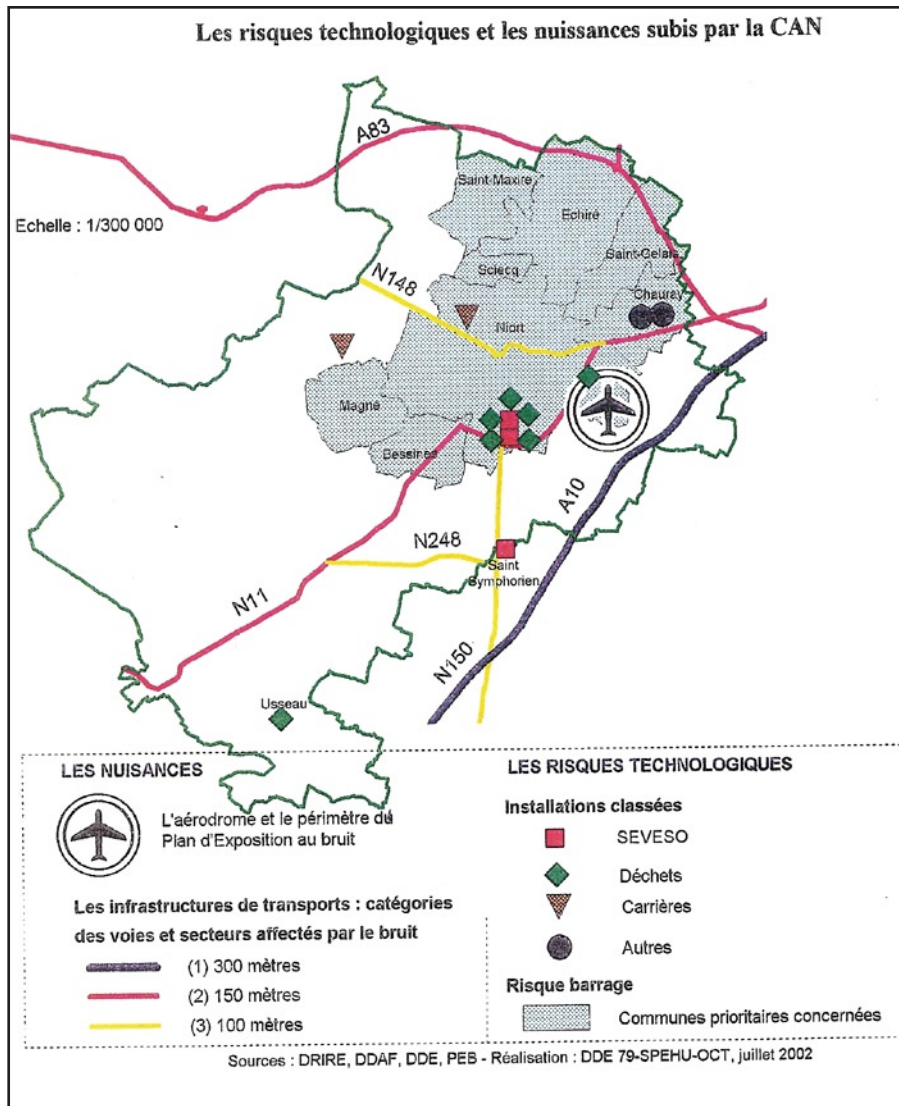 Les risques technologiques et les nuisances subis par la CAN
A83
Saint-Maxire
Echiré
Echelle : 1/300 000
Saint-Gelais
Sciecq
N148
Chauray
Niort
Magné
Bessines
A10
N248
Saint
Symphorien
N11
N150
Usseau
LES NUISANCES
L'aérodrome et le périmètre du
Plan d'Exposition au bruit
Les infrastructures de transports : catégories
des voies et secteurs affectés par le bruit
(1) 300 mètres
(2) 150 mètres
(3) 100 mètres
LES RISQUES TECHNOLOGIQUES
Installations classées
SEVESO
Déchets
Carrières
Autres
Risque barrage
Communes prioritaires concernées
Sources : DRIRE, DDAF, DDE, PEB - Réalisation : DDE 79-SPEHU-OCT, juillet 2002